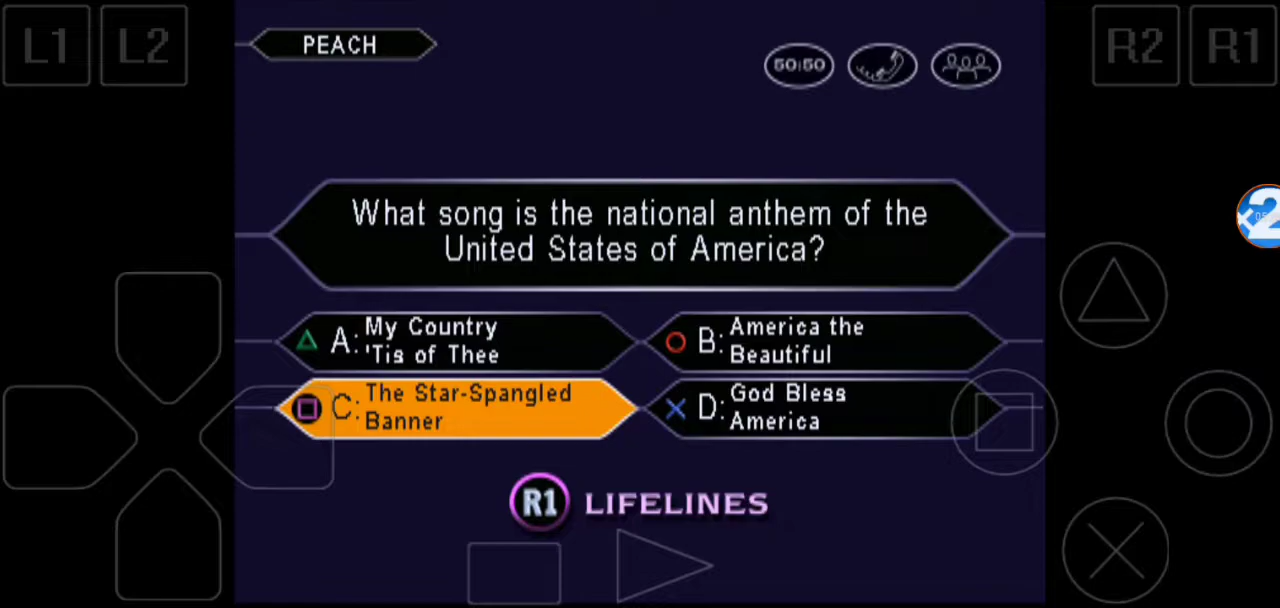 L1 L2 R2 R1
PEACH
50:50
What song is the national anthem of the
United States of America?
A: My Country
'Tis of Thee
B: America the
Beautiful
C: The Star-Spangled
Banner
D: God Bless
America
R1 LIFELINES
2